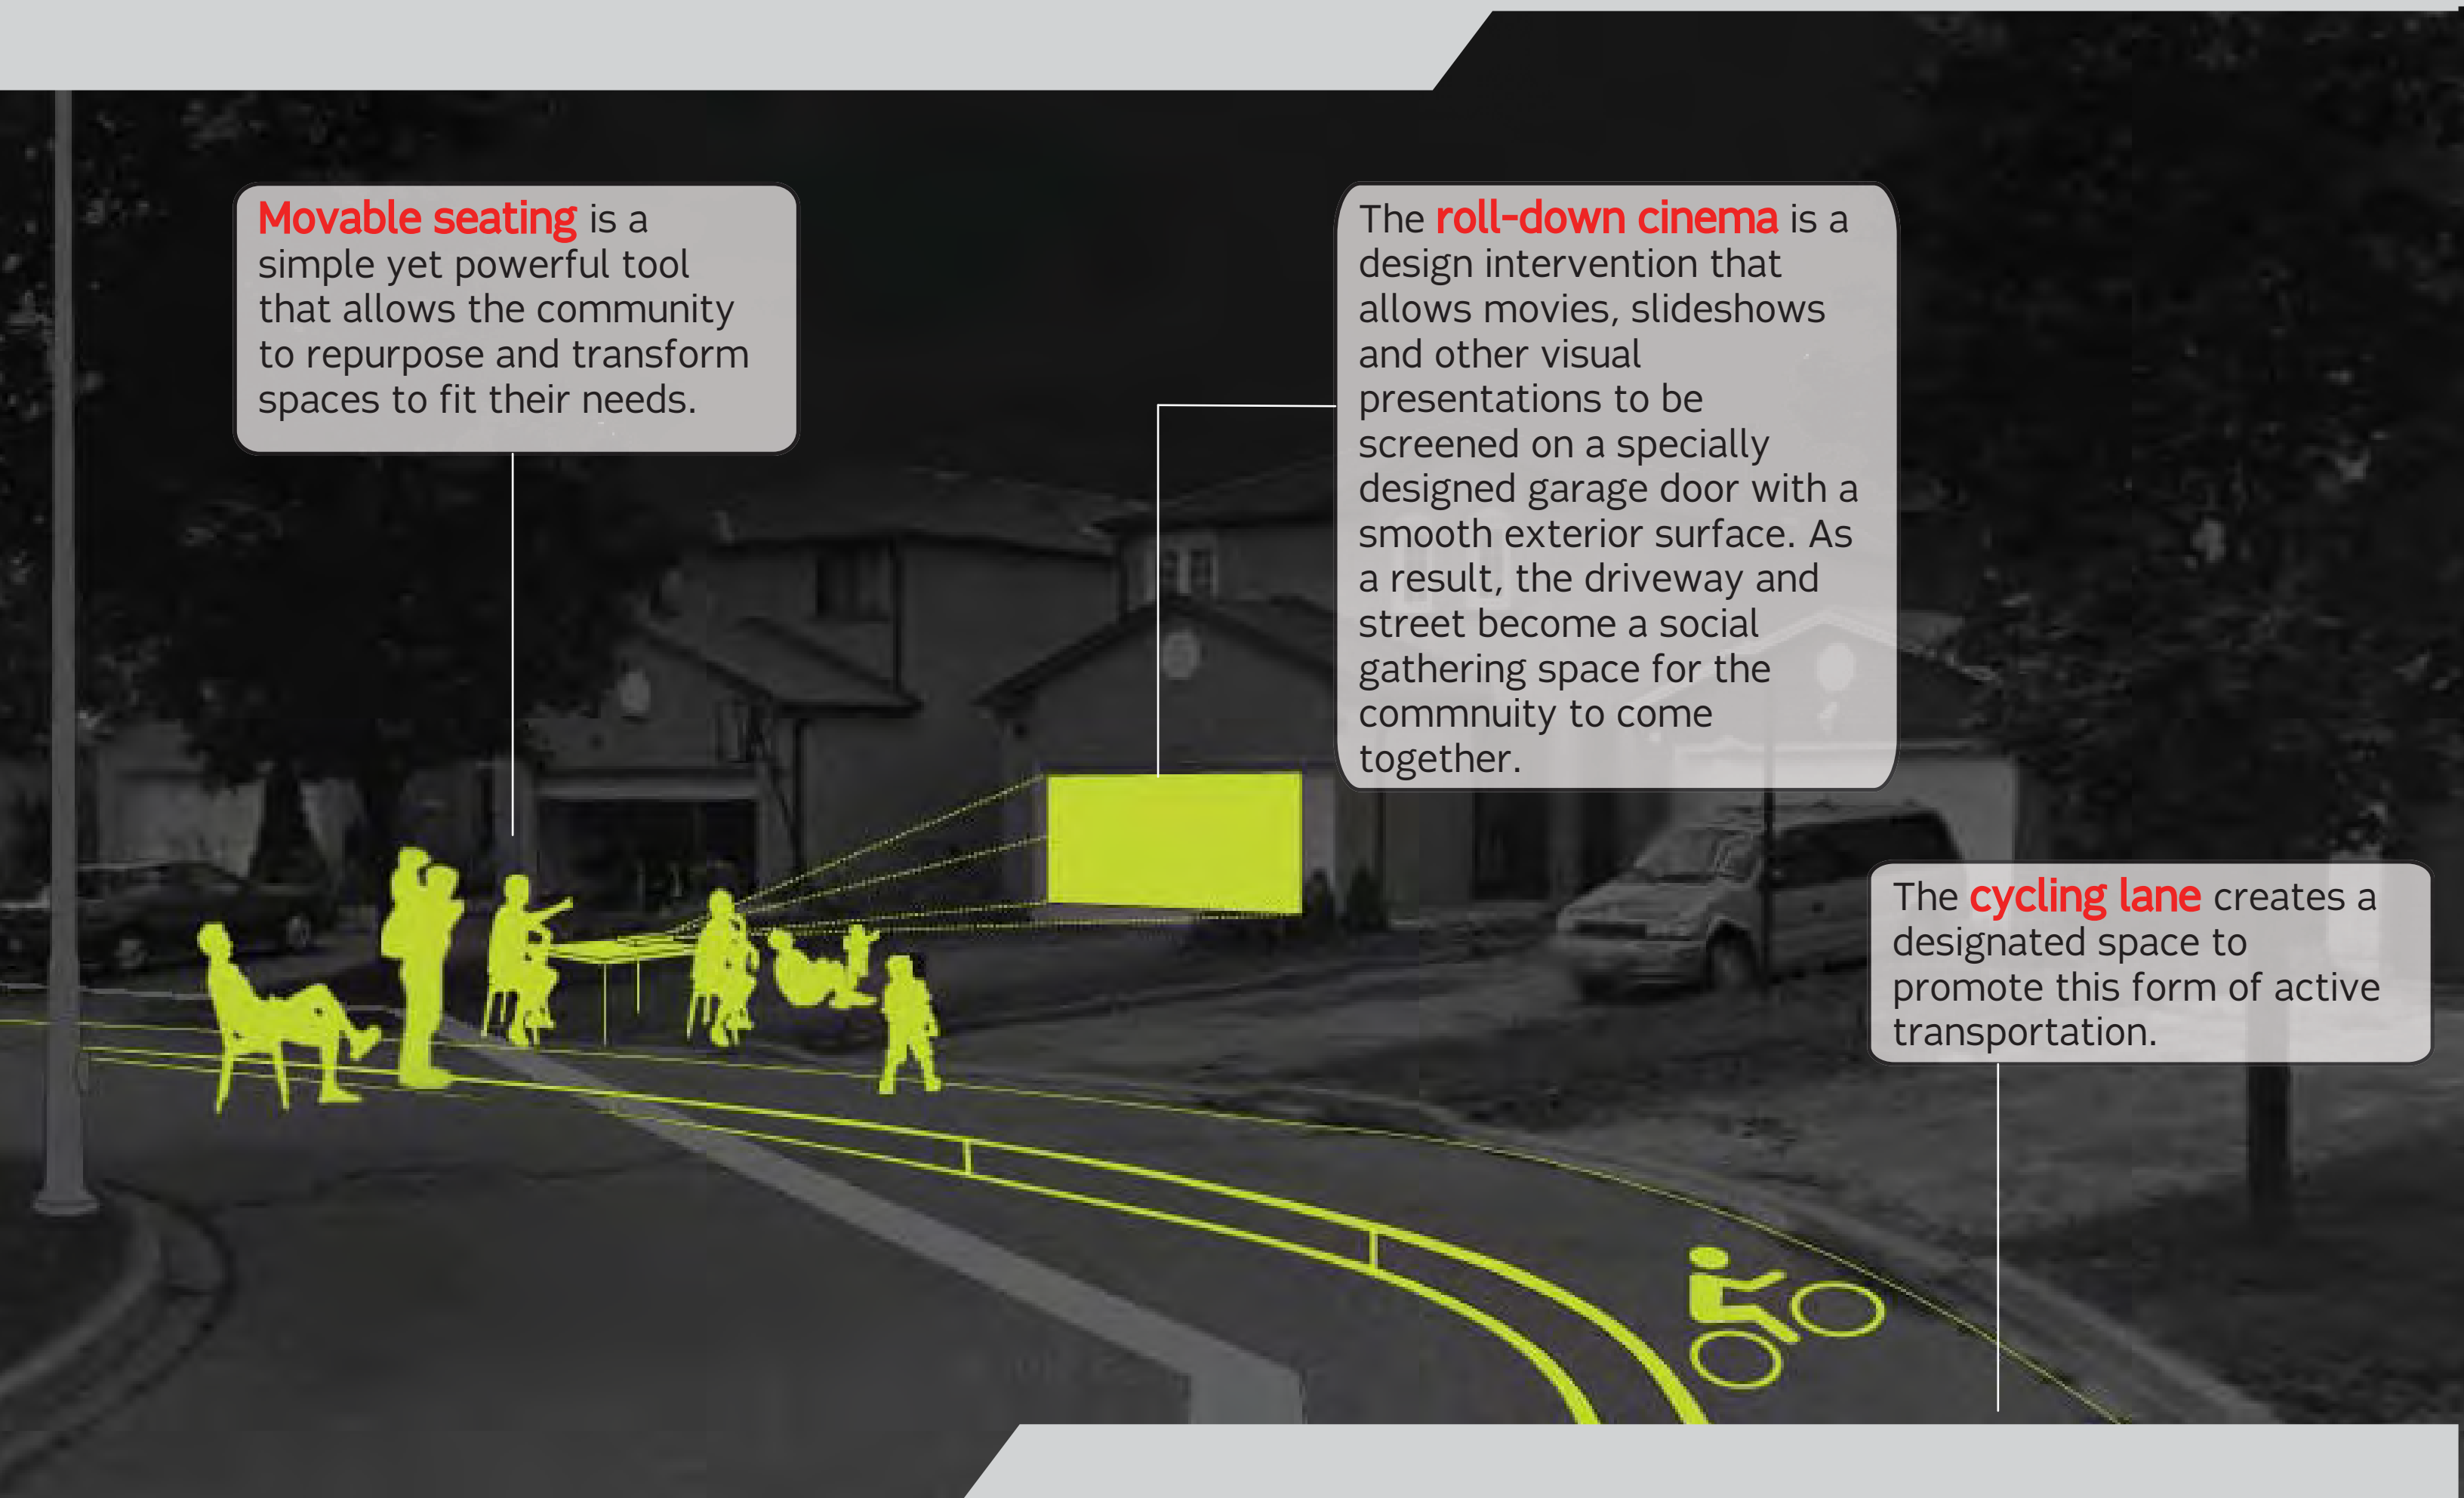 Movable seating is a
simple yet powerful tool
that allows the community
to repurpose and transform
spaces to fit their needs.
The roll-down cinema is a
design intervention that
allows movies, slideshows
and other visual
presentations to be
screened on a specially
designed garage door with a
smooth exterior surface. As
a result, the driveway and
street become a social
gathering space for the
commnuity to come
together.
The cycling lane creates a
designated space to
promote this form of active
transportation.